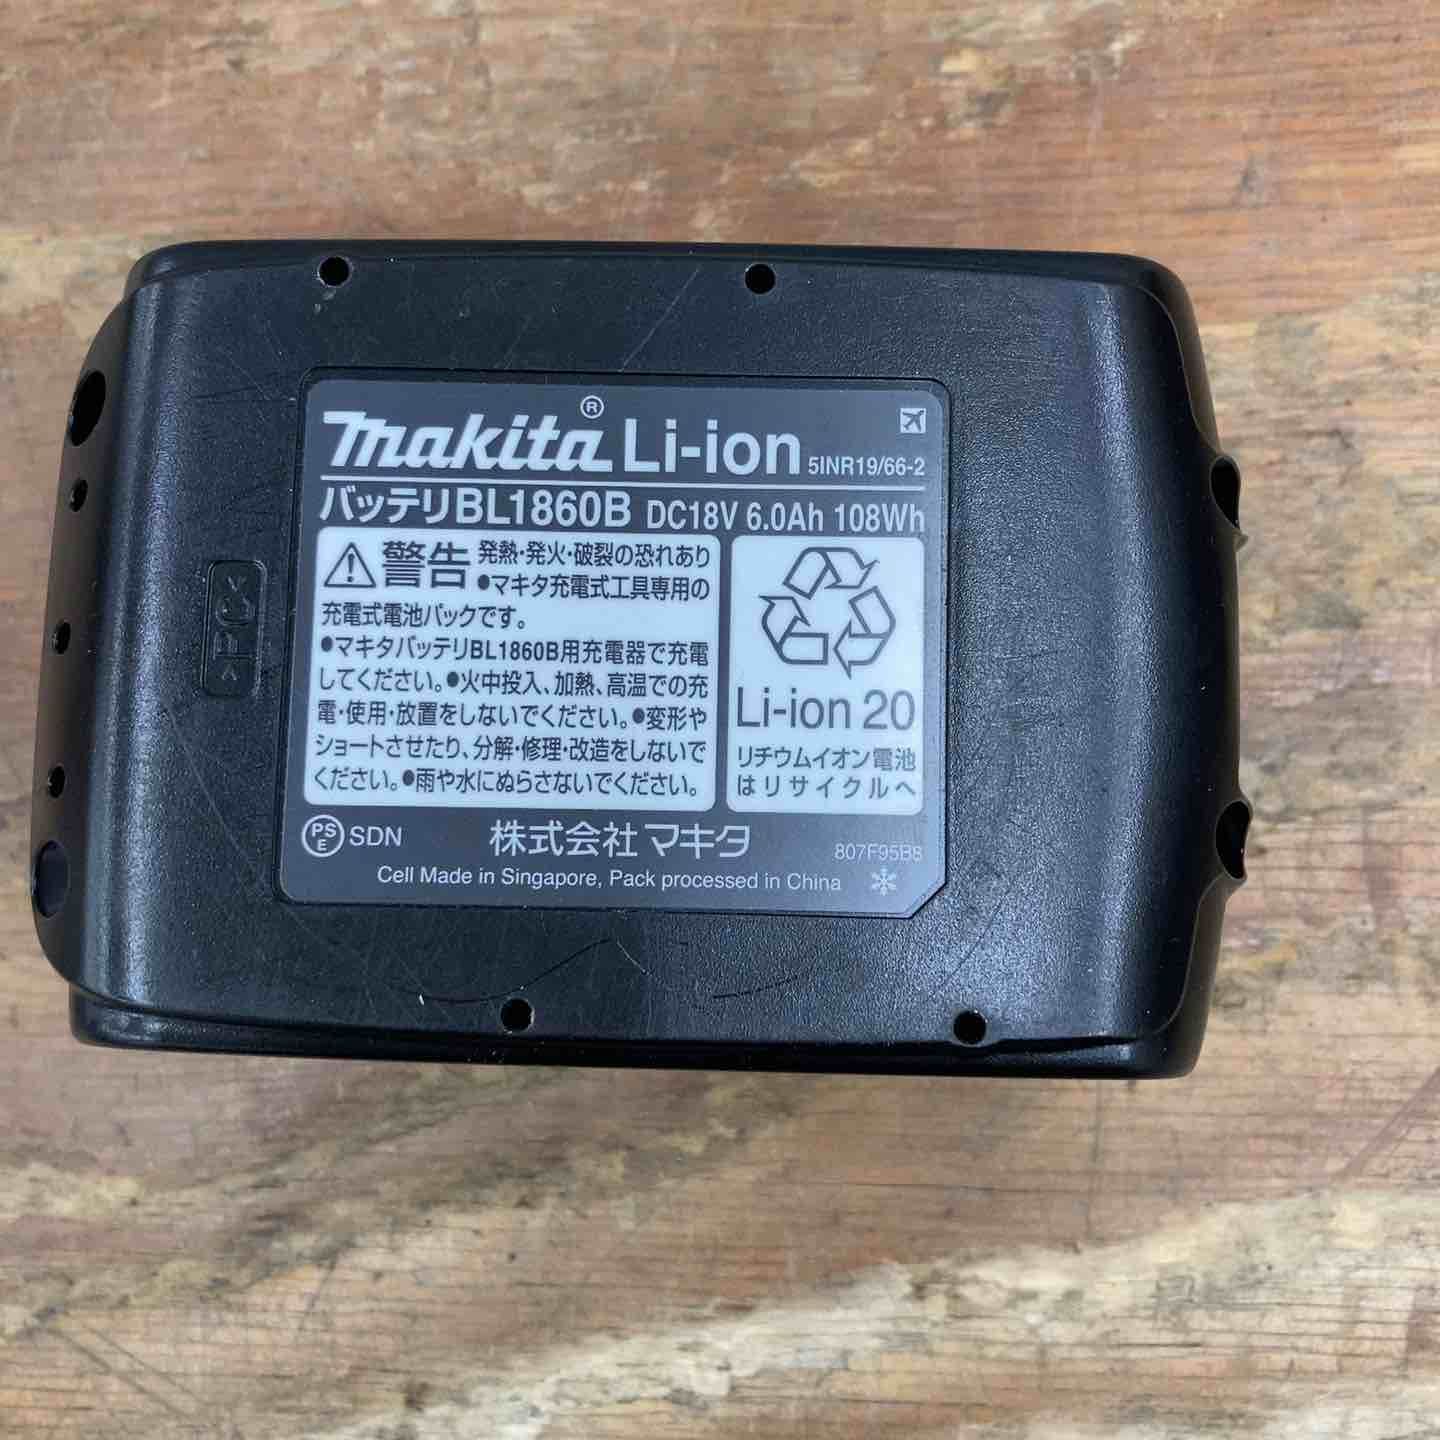 makita® Li-ion 5INR19/66-2
バッテリBL1860B DC18V 6.0Ah 108Wh
警告 発熱・発火・破裂の恐れあり
●マキタ充電式工具専用の
充電式電池パックです。
●マキタバッテリBL1860B用充電器で充電
してください。●火中投入、加熱、高温での充
電・使用・放置をしないでください。●変形や
ショートさせたり、分解・修理・改造をしないで
ください。●雨や水にぬらさないでください。
Li-ion 20
リチウムイオン電池
はリサイクルへ
PSE SDN 株式会社マキタ 807F95B8
Cell Made in Singapore, Pack processed in China
>PC<